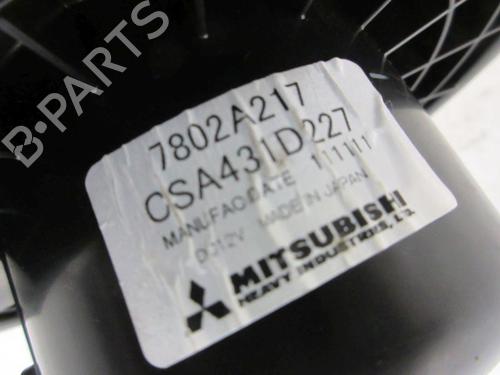 7802A217
CSA431D227
MANUFAC DATE 111111
DC12V MADE IN JAPAN
MITSUBISHI
HEAVY INDUSTRIES, LTD.
B-PARTS